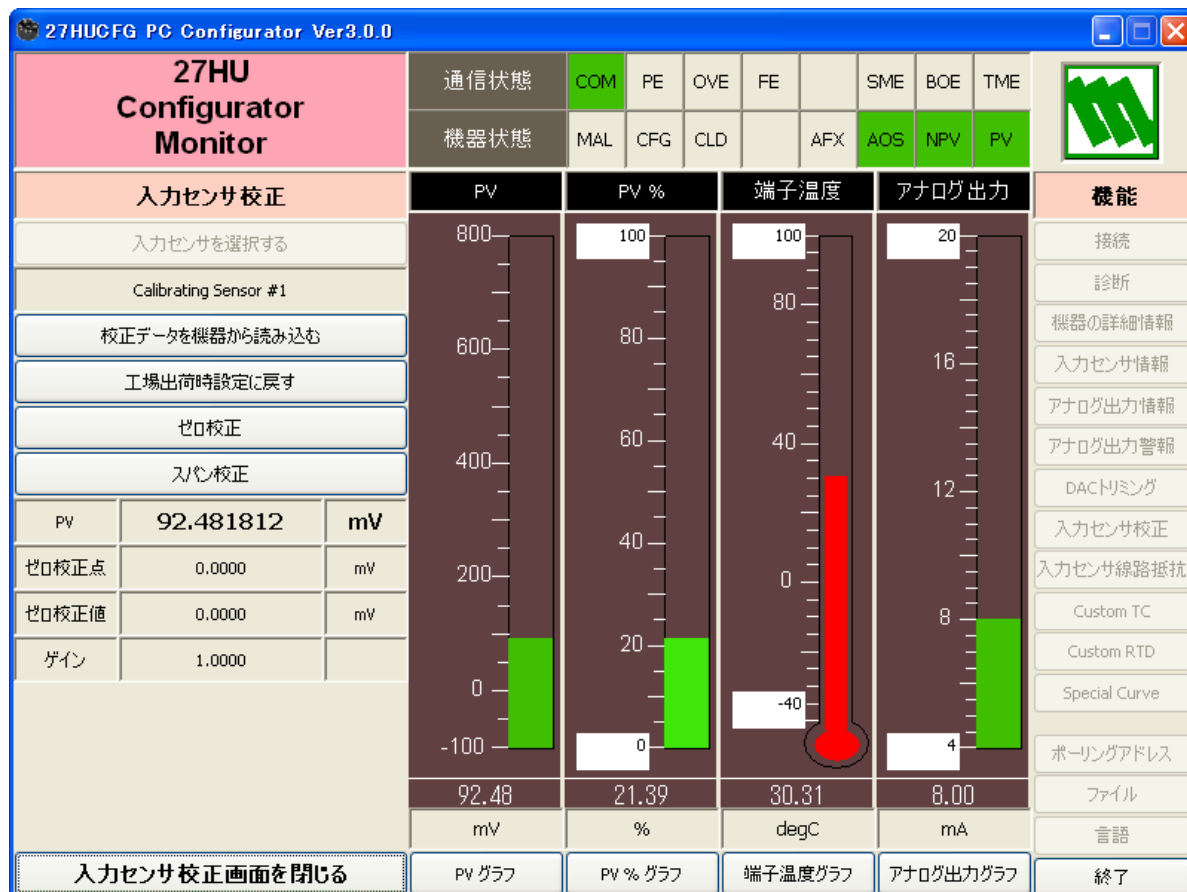 27HUCFG PC Configurator Ver3.0.0
27HU
Configurator
Monitor
通信状態
COM
PE
OVE
FE
SME
BOE
TME
機器状態
MAL
CFG
CLD
AFX
AOS
NPV
PV
入力センサ校正
入力センサを選択する
Calibrating Sensor #1
校正データを機器から読み込む
工場出荷時設定に戻す
ゼロ校正
スパン校正
PV
92.481812
mV
ゼロ校正点
0.0000
mV
ゼロ校正値
0.0000
mV
ゲイン
1.0000
入力センサ校正画面を閉じる
PV
800
600
400
200
0
-100
92.48
mV
PV グラフ
PV %
100
80
60
40
20
0
21.39
%
PV % グラフ
端子温度
100
80
40
0
-40
30.31
degC
端子温度グラフ
アナログ出力
20
16
12
8
4
8.00
mA
アナログ出力グラフ
機能
接続
診断
機器の詳細情報
入力センサ情報
アナログ出力情報
アナログ出力警報
DACトリミング
入力センサ校正
入力センサ線路抵抗
Custom TC
Custom RTD
Special Curve
ポーリングアドレス
ファイル
言語
終了